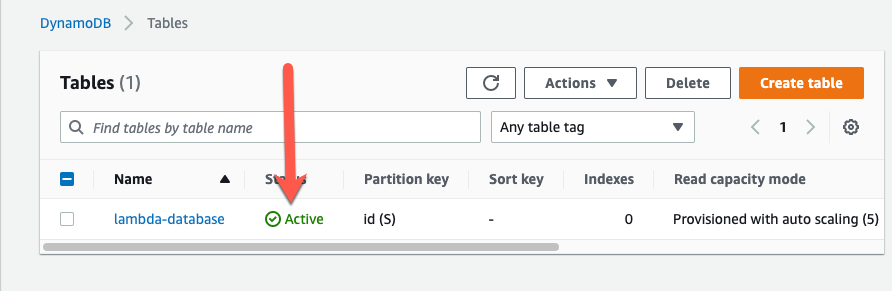 DynamoDB > Tables
Tables (1)
Actions
Delete
Create table
Find tables by table name
Any table tag
1
Name
Partition key
Sort key
Indexes
Read capacity mode
lambda-database
Active
id (S)
-
0
Provisioned with auto scaling (5)